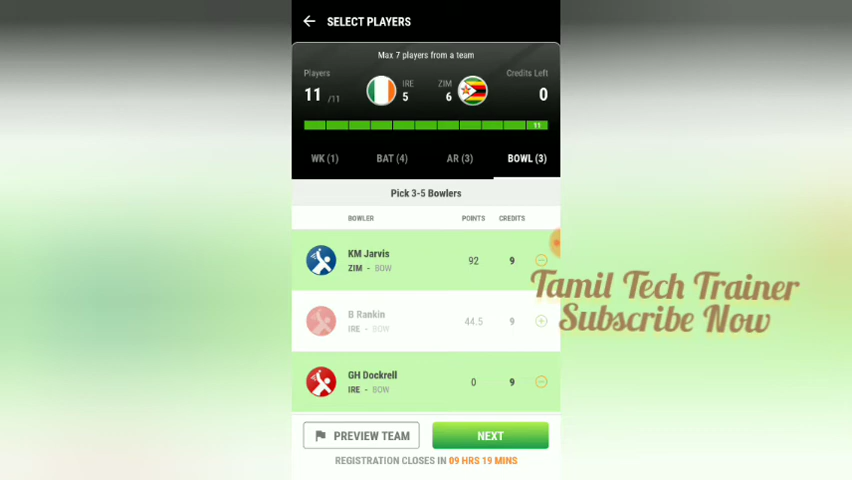 SELECT PLAYERS
Max 7 players from a team
Players
11 /11
IRE
5
ZIM
6
Credits Left
0
11
WK (1)
BAT (4)
AR (3)
BOWL (3)
Pick 3-5 Bowlers
BOWLER POINTS CREDITS
KM Jarvis
ZIM - BOW
92 9
B Rankin
IRE - BOW
44.5 9
GH Dockrell
IRE - BOW
0 9
Tamil Tech Trainer
Subscribe Now
PREVIEW TEAM
NEXT
REGISTRATION CLOSES IN 09 HRS 19 MINS